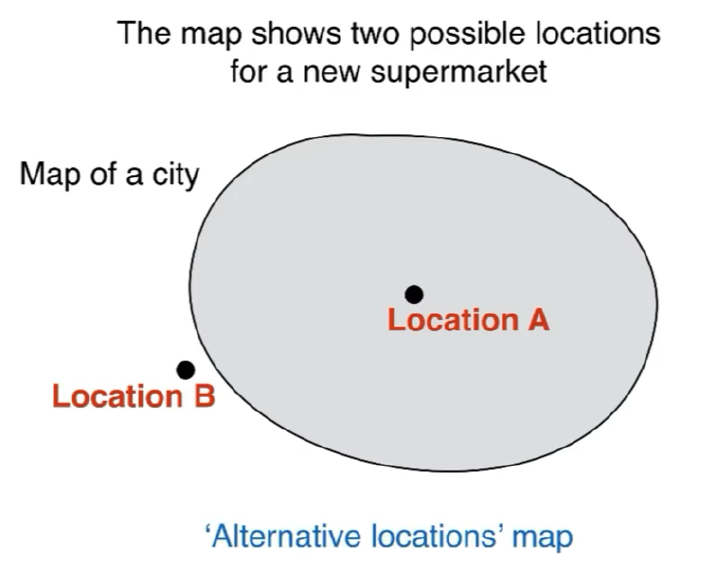 The map shows two possible locations
for a new supermarket
Map of a city
Location A
Location B
‘Alternative locations’ map